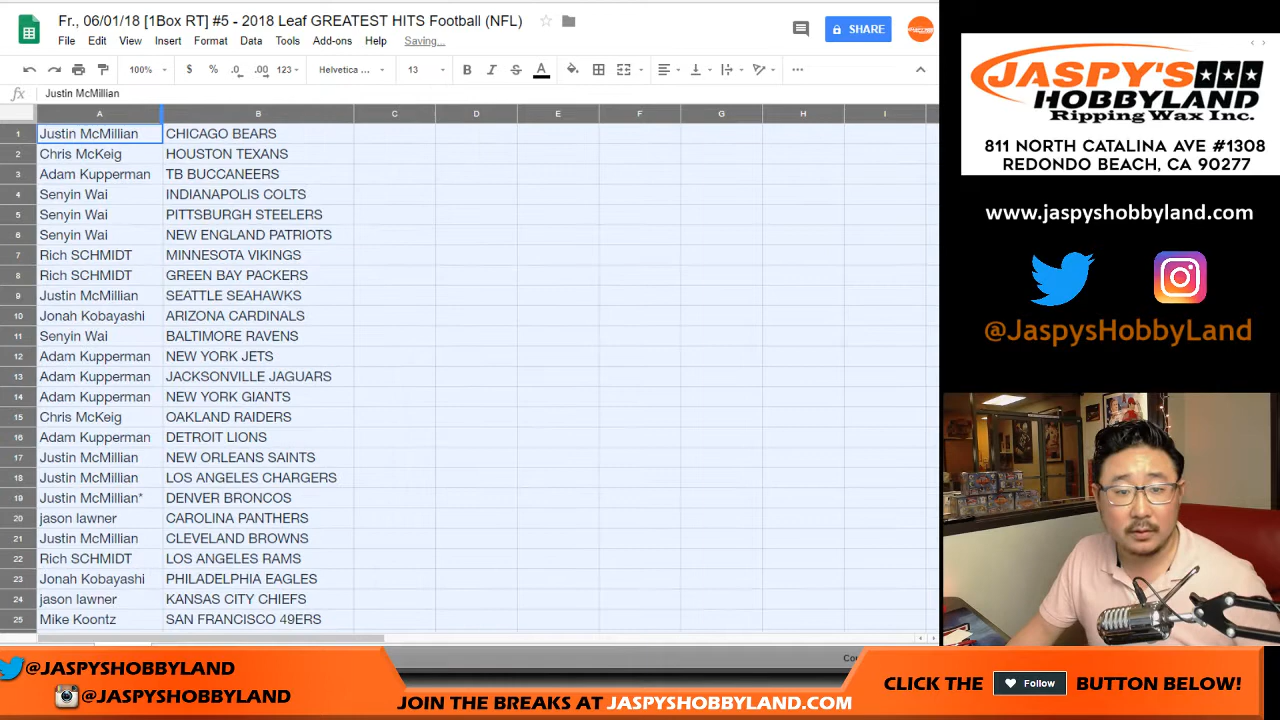 Fr., 06/01/18 [1Box RT] #5 - 2018 Leaf GREATEST HITS Football (NFL)
File Edit View Insert Format Data Tools Add-ons Help Saving...
SHARE
100% $ % .0 .00 123 Helvetica ... 13 B I S A
fx Justin McMillian
A B C D E F G H I
1 Justin McMillian CHICAGO BEARS
2 Chris McKeig HOUSTON TEXANS
3 Adam Kupperman TB BUCCANEERS
4 Senyin Wai INDIANAPOLIS COLTS
5 Senyin Wai PITTSBURGH STEELERS
6 Senyin Wai NEW ENGLAND PATRIOTS
7 Rich SCHMIDT MINNESOTA VIKINGS
8 Rich SCHMIDT GREEN BAY PACKERS
9 Justin McMillian SEATTLE SEAHAWKS
10 Jonah Kobayashi ARIZONA CARDINALS
11 Senyin Wai BALTIMORE RAVENS
12 Adam Kupperman NEW YORK JETS
13 Adam Kupperman JACKSONVILLE JAGUARS
14 Adam Kupperman NEW YORK GIANTS
15 Chris McKeig OAKLAND RAIDERS
16 Adam Kupperman DETROIT LIONS
17 Justin McMillian NEW ORLEANS SAINTS
18 Justin McMillian LOS ANGELES CHARGERS
19 Justin McMillian* DENVER BRONCOS
20 jason lawner CAROLINA PANTHERS
21 Justin McMillian CLEVELAND BROWNS
22 Rich SCHMIDT LOS ANGELES RAMS
23 Jonah Kobayashi PHILADELPHIA EAGLES
24 jason lawner KANSAS CITY CHIEFS
25 Mike Koontz SAN FRANCISCO 49ERS
JASPY'S
HOBBYLAND
Ripping Wax Inc.
811 NORTH CATALINA AVE #1308
REDONDO BEACH, CA 90277
www.jaspyshobbyland.com
@JaspysHobbyLand
@JASPYSHOBBYLAND
@JASPYSHOBBYLAND
JOIN THE BREAKS AT JASPYSHOBBYLAND.COM
CLICK THE Follow BUTTON BELOW!